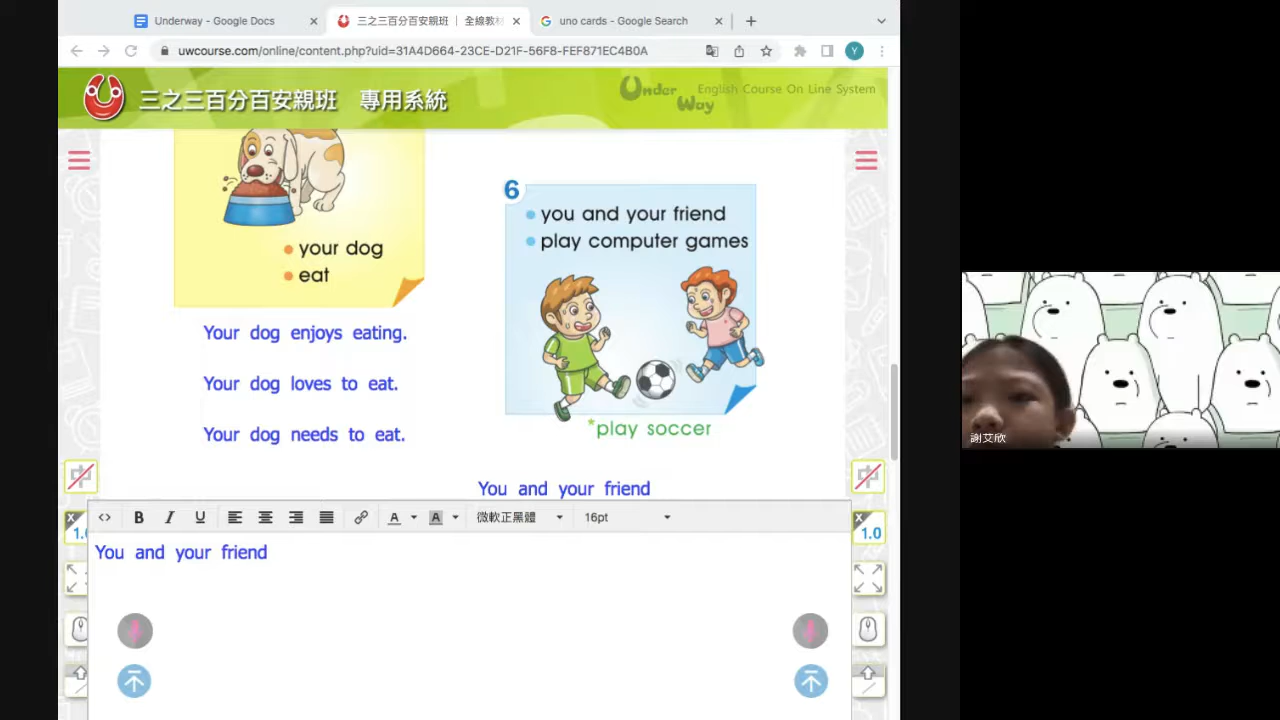 Underway - Google Docs
三之三百分百安親班 ｜ 全線教材
uno cards - Google Search
uwcourse.com/online/content.php?uid=31A4D664-23CE-D21F-56F8-FEF871EC4B0A
Y
三之三百分百安親班 專用系統
Under Way
English Course On Line System
your dog
eat
Your dog enjoys eating.
Your dog loves to eat.
Your dog needs to eat.
6
you and your friend
play computer games
*play soccer
You and your friend
X
1.0
X
1.0
B I U
A
A
微軟正黑體
16pt
You and your friend
謝艾欣